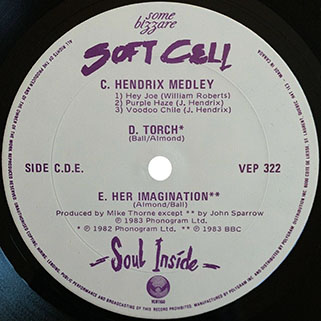 some
bizzare
SOFT CELL
C. HENDRIX MEDLEY
1) Hey Joe (William Roberts)
2) Purple Haze (J. Hendrix)
3) Voodoo Chile (J. Hendrix)
D. TORCH*
(Ball/Almond)
SIDE C.D.E.
VEP 322
E. HER IMAGINATION**
(Almond/Ball)
Produced by Mike Thorne except ** by John Sparrow
℗ 1983 Phonogram Ltd.
* ℗ 1982 Phonogram Ltd. ** ℗ 1983 BBC
- Soul Inside -
VERTIGO